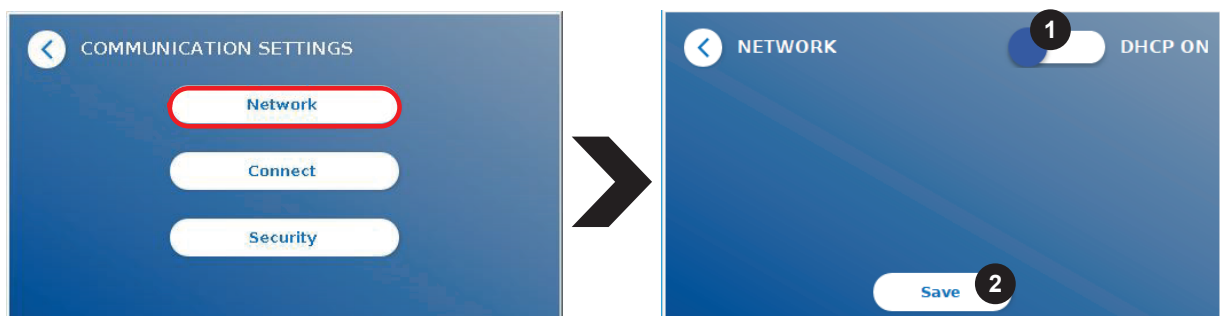 COMMUNICATION SETTINGS
Network
Connect
Security
NETWORK
1
DHCP ON
Save
2